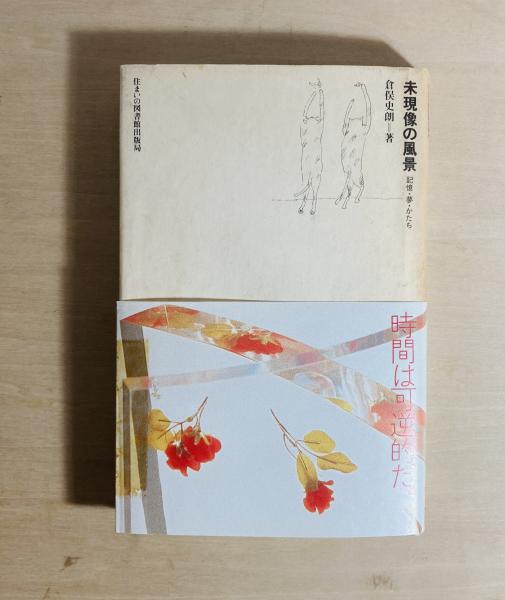 未現像の風景
記憶・夢・かたち
倉俣史朗＝著
住まいの図書館出版局
時間は可逆的だ。